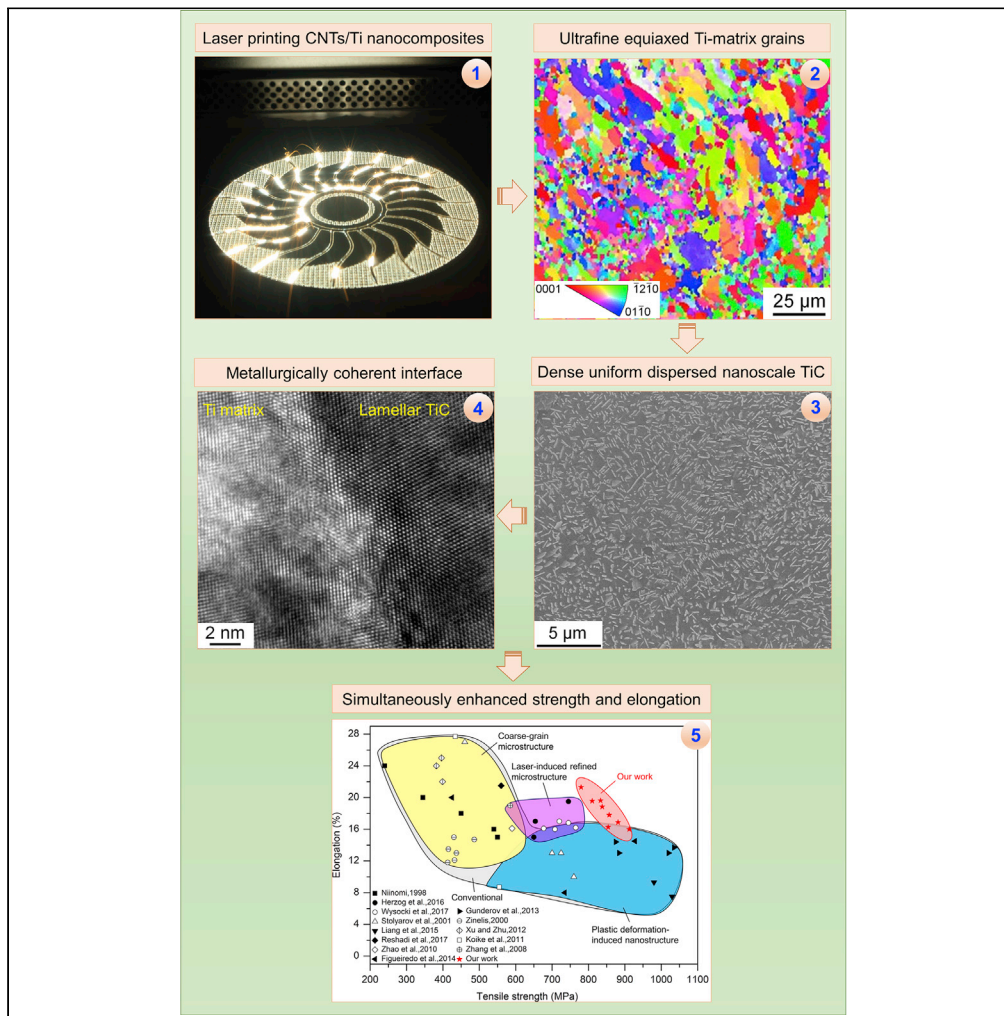 Laser printing CNTs/Ti nanocomposites
1
Ultrafine equiaxed Ti-matrix grains
2
0001
1̅21̅0
011̅0
25 µm
Metallurgically coherent interface
Ti matrix
Lamellar TiC
4
2 nm
Dense uniform dispersed nanoscale TiC
3
5 µm
Simultaneously enhanced strength and elongation
5
28
24
20
16
12
8
4
0
Elongation (%)
Coarse-grain
microstructure
Laser-induced refined
microstructure
Our work
Conventional
Plastic deformation-
induced nanostructure
Niinomi,1998
Herzog et al.,2016
Wysocki et al.,2017
Stolyarov et al.,2001
Liang et al.,2015
Reshadi et al.,2017
Zhao et al.,2010
Figueiredo et al.,2014
Gunderov et al.,2013
Zinelis,2000
Xu and Zhu,2012
Koike et al.,2011
Zhang et al.,2008
Our work
200 300 400 500 600 700 800 900 1000 1100
Tensile strength (MPa)